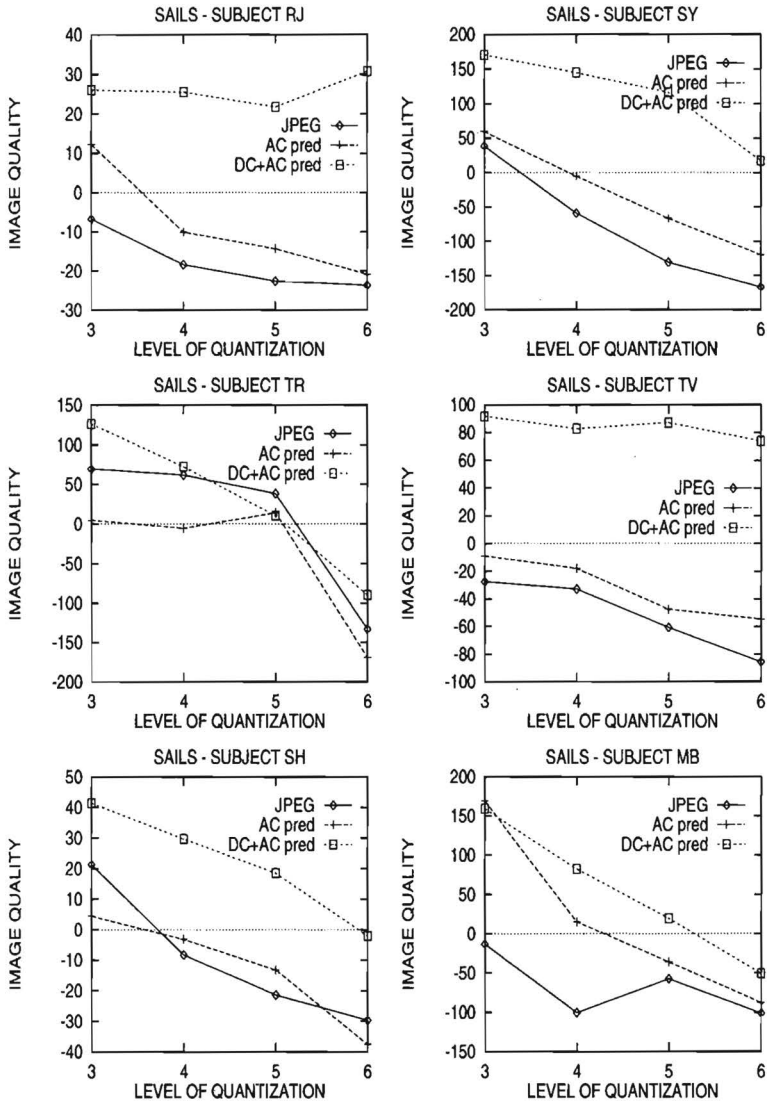 SAILS - SUBJECT RJ
IMAGE QUALITY
40
30
20
10
0
-10
-20
-30
JPEG
AC pred
DC+AC pred
3 4 5 6
LEVEL OF QUANTIZATION
SAILS - SUBJECT SY
IMAGE QUALITY
200
150
100
50
0
-50
-100
-150
-200
JPEG
AC pred
DC+AC pred
3 4 5 6
LEVEL OF QUANTIZATION
SAILS - SUBJECT TR
IMAGE QUALITY
150
100
50
0
-50
-100
-150
-200
JPEG
AC pred
DC+AC pred
3 4 5 6
LEVEL OF QUANTIZATION
SAILS - SUBJECT TV
IMAGE QUALITY
100
80
60
40
20
0
-20
-40
-60
-80
-100
JPEG
AC pred
DC+AC pred
3 4 5 6
LEVEL OF QUANTIZATION
SAILS - SUBJECT SH
IMAGE QUALITY
50
40
30
20
10
0
-10
-20
-30
-40
JPEG
AC pred
DC+AC pred
3 4 5 6
LEVEL OF QUANTIZATION
SAILS - SUBJECT MB
IMAGE QUALITY
200
150
100
50
0
-50
-100
-150
JPEG
AC pred
DC+AC pred
3 4 5 6
LEVEL OF QUANTIZATION